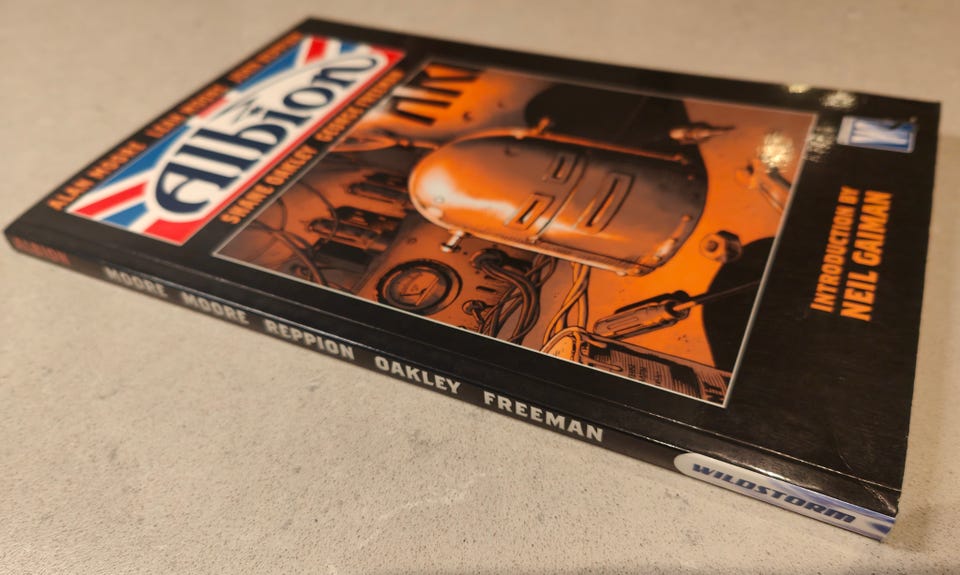 ALAN MOORE LEAH MOORE JOHN REPPION
Albion
SHANE OAKLEY GEORGE FREEMAN
INTRODUCTION BY
NEIL GAIMAN
ALBION MOORE MOORE REPPION OAKLEY FREEMAN WILDSTORM